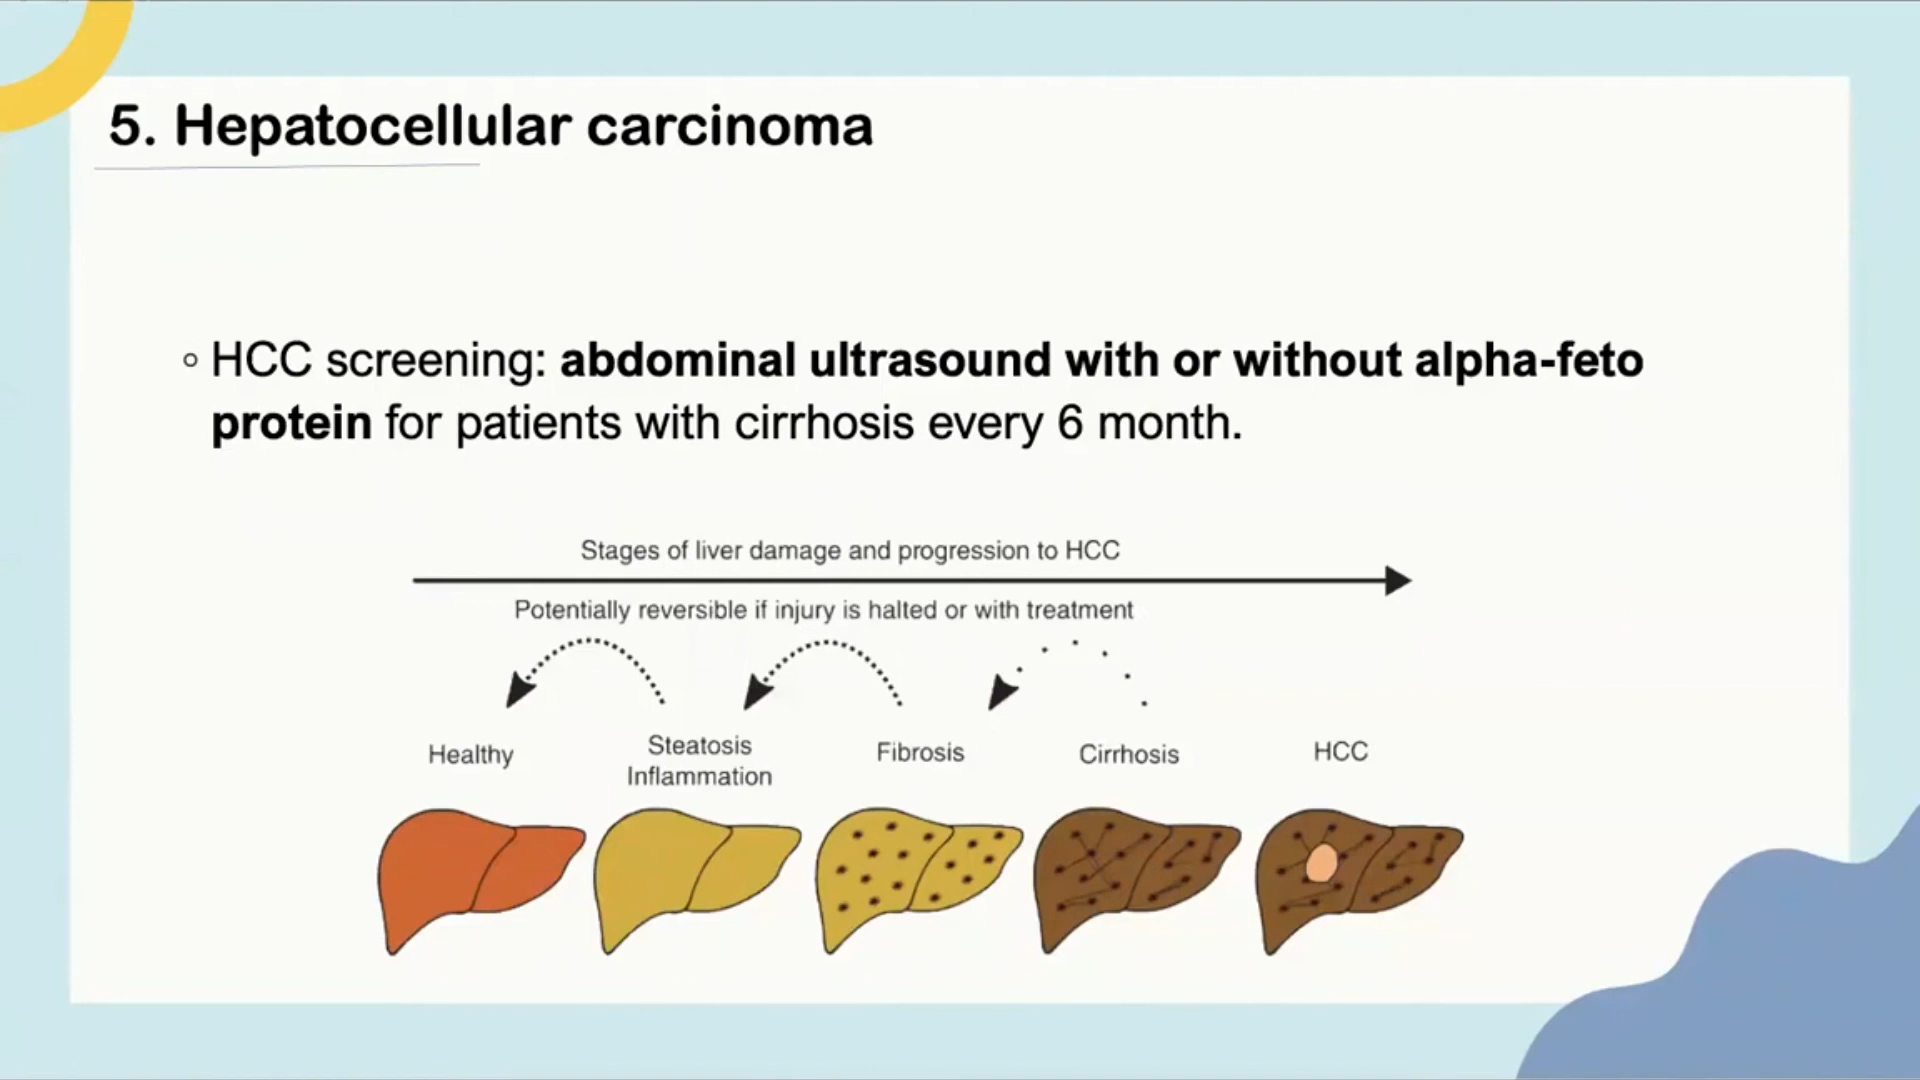 5. Hepatocellular carcinoma
◦ HCC screening: abdominal ultrasound with or without alpha-feto
protein for patients with cirrhosis every 6 month.
Stages of liver damage and progression to HCC
Potentially reversible if injury is halted or with treatment
Healthy
Steatosis
Inflammation
Fibrosis
Cirrhosis
HCC